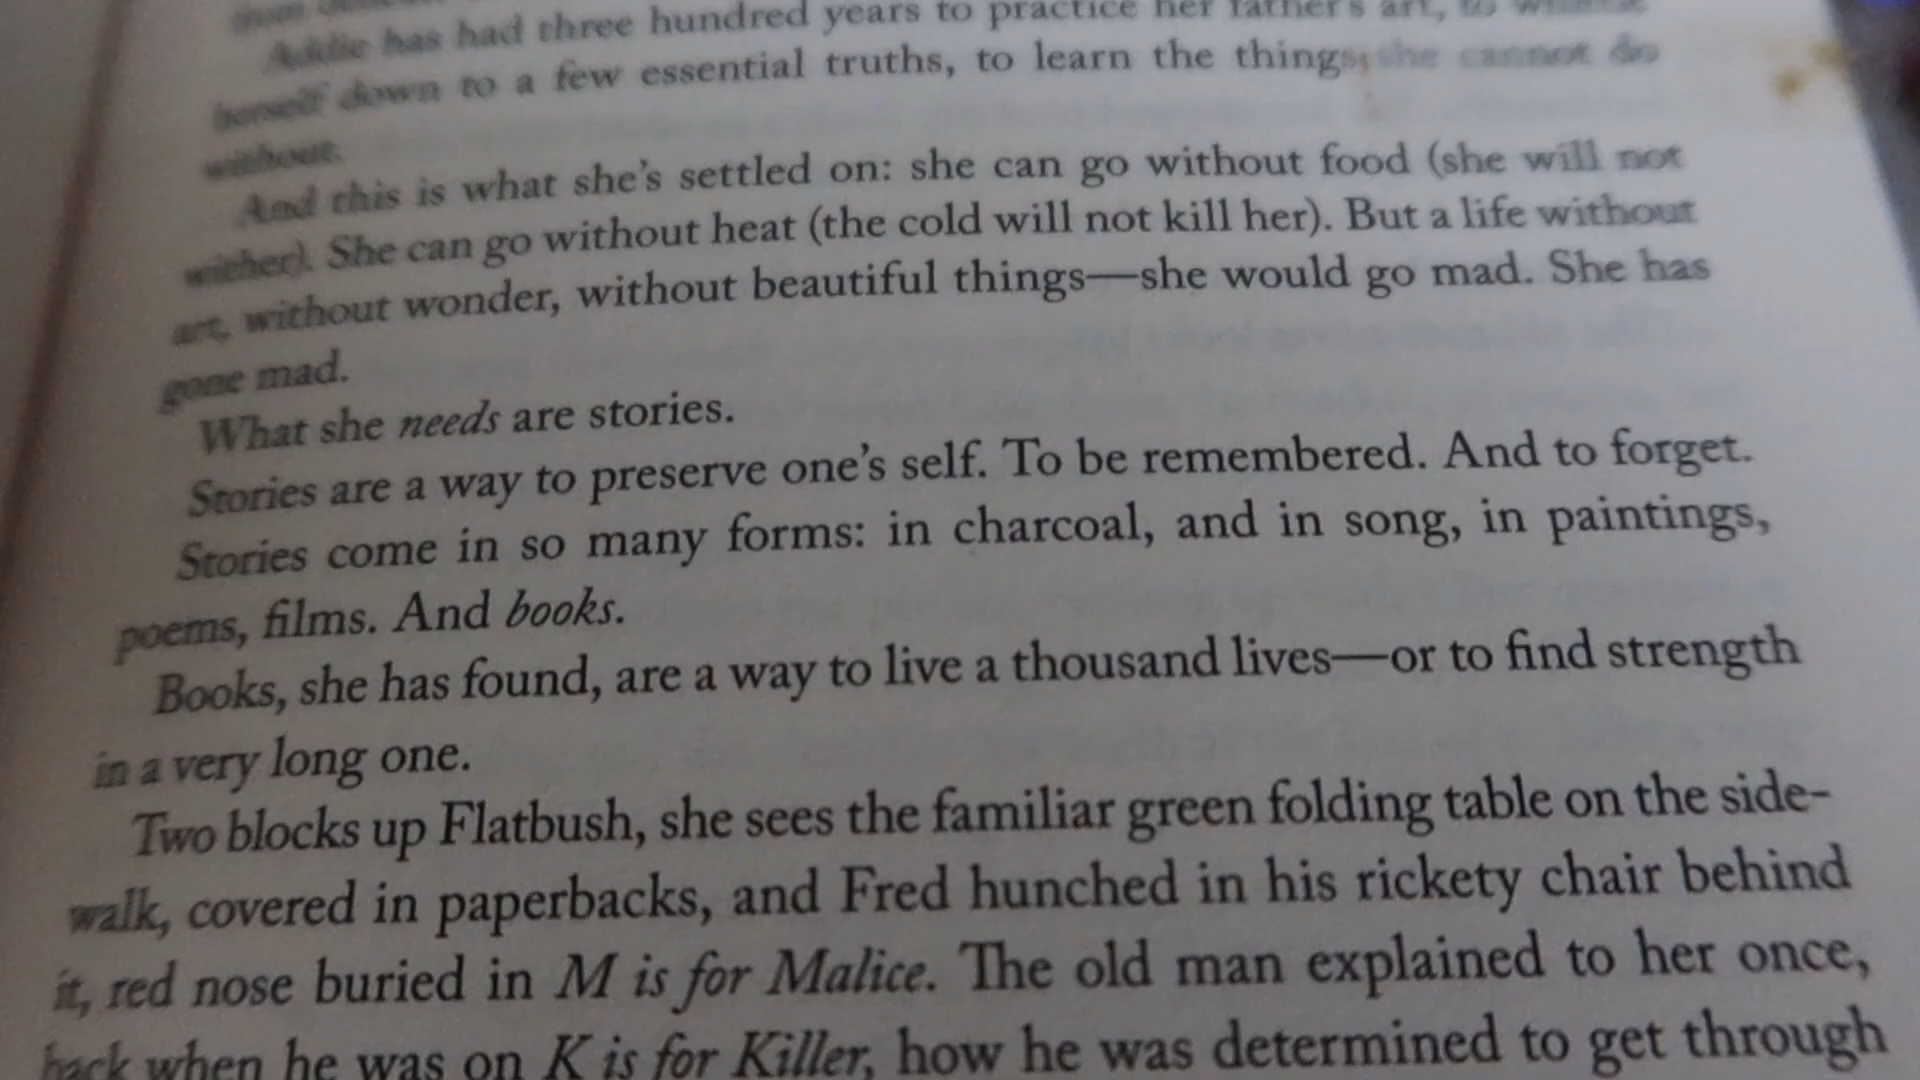 Addie has had three hundred years to practice her father's art, to whittle
herself down to a few essential truths, to learn the things she cannot do
without.
And this is what she's settled on: she can go without food (she will not
wither). She can go without heat (the cold will not kill her). But a life without
art, without wonder, without beautiful things—she would go mad. She has
gone mad.
What she needs are stories.
Stories are a way to preserve one's self. To be remembered. And to forget.
Stories come in so many forms: in charcoal, and in song, in paintings,
poems, films. And books.
Books, she has found, are a way to live a thousand lives—or to find strength
in a very long one.
Two blocks up Flatbush, she sees the familiar green folding table on the side-
walk, covered in paperbacks, and Fred hunched in his rickety chair behind
it, red nose buried in M is for Malice. The old man explained to her once,
back when he was on K is for Killer, how he was determined to get through